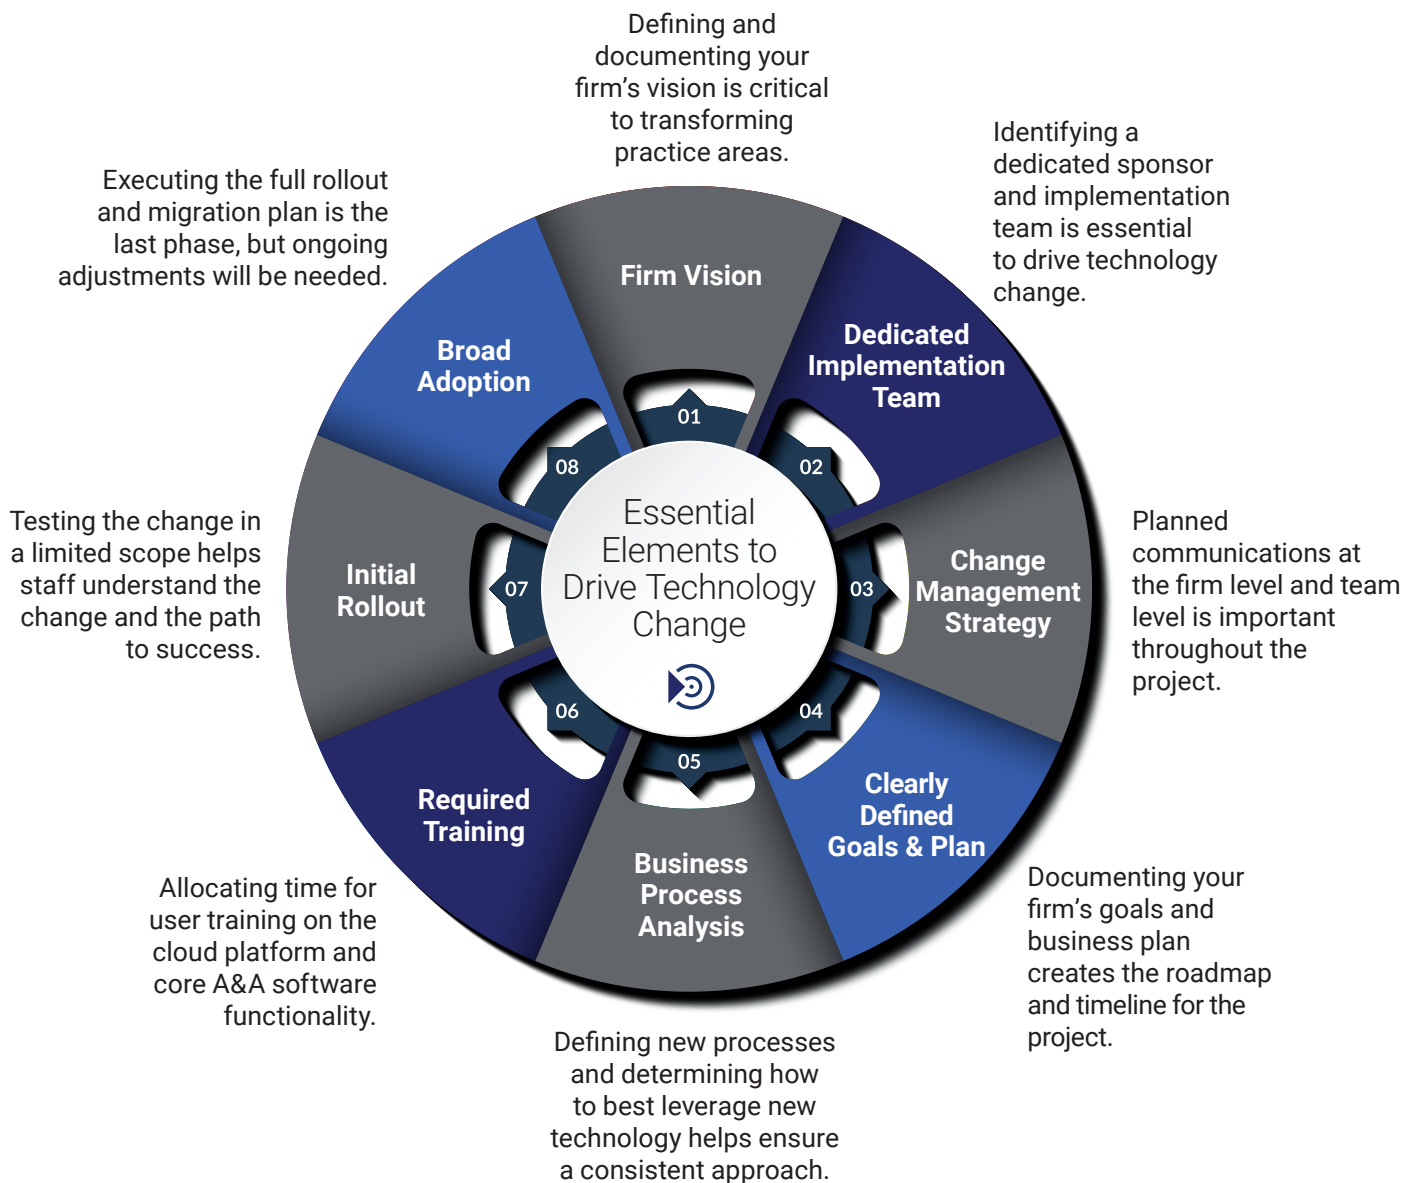 Essential
Elements to
Drive Technology
Change
01
Firm Vision
Defining and
documenting your
firm's vision is critical
to transforming
practice areas.
02
Dedicated
Implementation
Team
Identifying a
dedicated sponsor
and implementation
team is essential
to drive technology
change.
03
Change
Management
Strategy
Planned
communications at
the firm level and team
level is important
throughout the
project.
04
Clearly
Defined
Goals & Plan
Documenting your
firm's goals and
business plan
creates the roadmap
and timeline for the
project.
05
Business
Process
Analysis
Defining new processes
and determining how
to best leverage new
technology helps ensure
a consistent approach.
06
Required
Training
Allocating time for
user training on the
cloud platform and
core A&A software
functionality.
07
Initial
Rollout
Testing the change in
a limited scope helps
staff understand the
change and the path
to success.
08
Broad
Adoption
Executing the full rollout
and migration plan is the
last phase, but ongoing
adjustments will be needed.